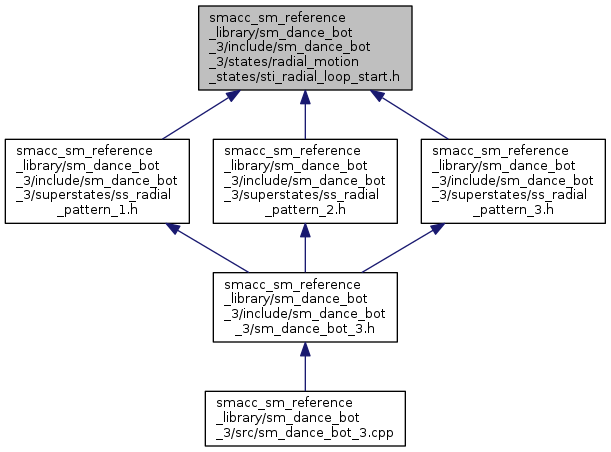 smacc_sm_reference
_library/sm_dance_bot
_3/include/sm_dance_bot
_3/states/radial_motion
_states/sti_radial_loop_start.h
smacc_sm_reference
_library/sm_dance_bot
_3/include/sm_dance_bot
_3/superstates/ss_radial
_pattern_1.h
smacc_sm_reference
_library/sm_dance_bot
_3/include/sm_dance_bot
_3/superstates/ss_radial
_pattern_2.h
smacc_sm_reference
_library/sm_dance_bot
_3/include/sm_dance_bot
_3/superstates/ss_radial
_pattern_3.h
smacc_sm_reference
_library/sm_dance_bot
_3/include/sm_dance_bot
_3/sm_dance_bot_3.h
smacc_sm_reference
_library/sm_dance_bot
_3/src/sm_dance_bot_3.cpp